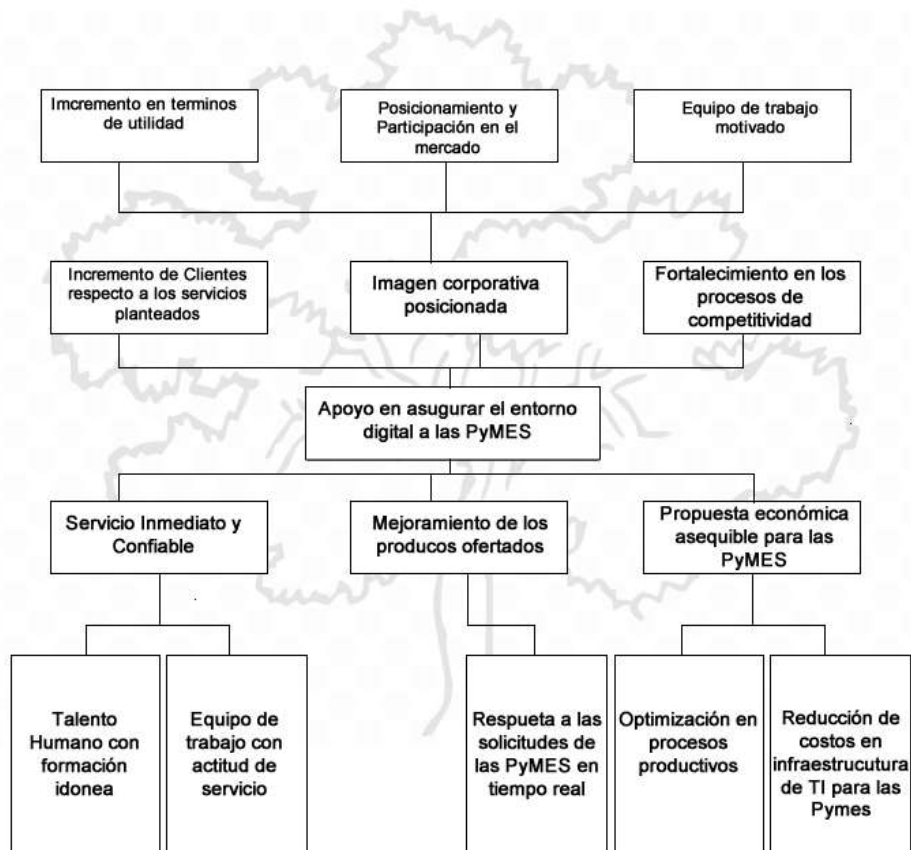 Imcremento en terminos
de utilidad
Posicionamiento y
Participación en el
mercado
Equipo de trabajo
motivado
Incremento de Clientes
respecto a los servicios
planteados
Imagen corporativa
posicionada
Fortalecimiento en los
procesos de
competitividad
Apoyo en asugurar el entorno
digital a las PyMES
Servicio Inmediato y
Confiable
Mejoramiento de los
producos ofertados
Propuesta económica
asequible para las
PyMES
Talento
Humano con
formación
idonea
Equipo de
trabajo con
actitud de
servicio
Respueta a las
solicitudes de
las PyMES en
tiempo real
Optimización en
procesos
productivos
Reducción de
costos en
infraestrucutura
de TI para las
Pymes